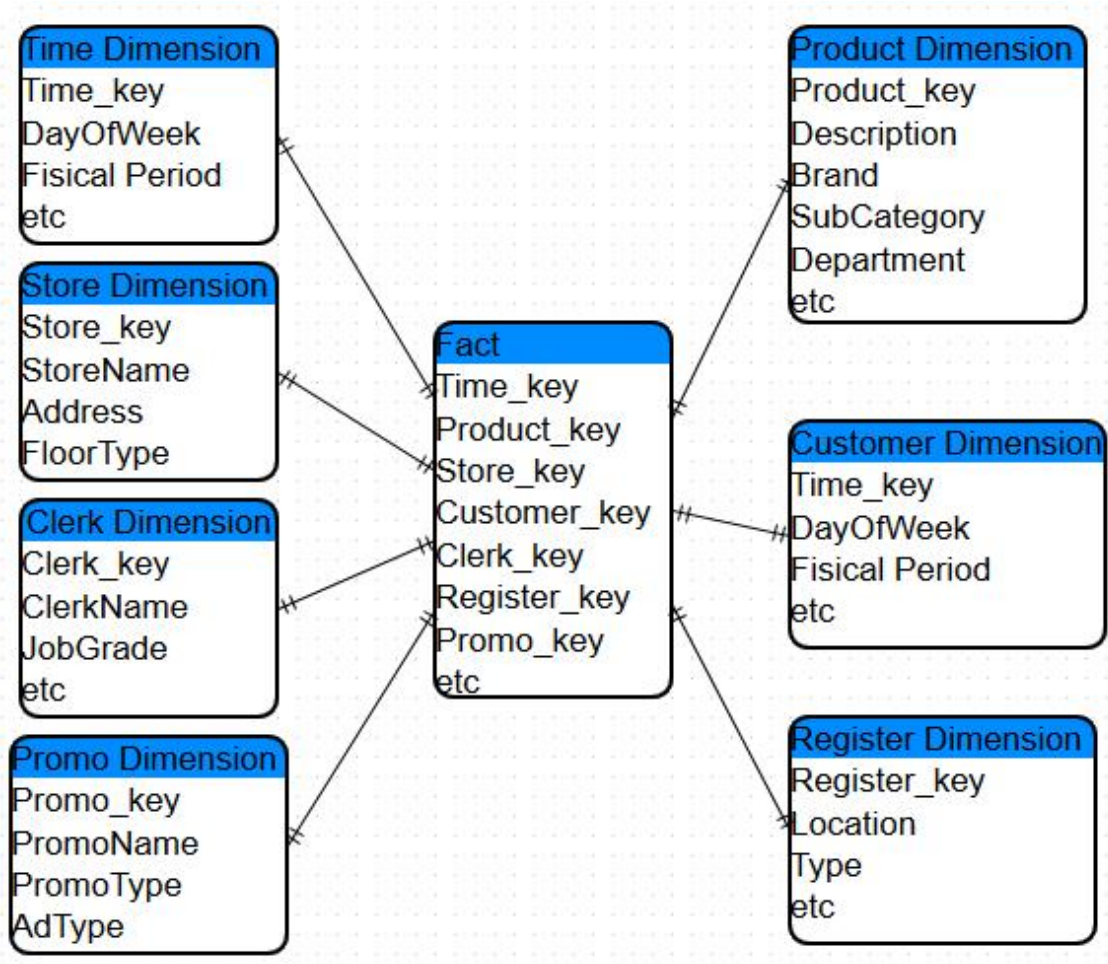 Time Dimension
Time_key
DayOfWeek
Fisical Period
etc
Store Dimension
Store_key
StoreName
Address
FloorType
Clerk Dimension
Clerk_key
ClerkName
JobGrade
etc
Promo Dimension
Promo_key
PromoName
PromoType
AdType
Fact
Time_key
Product_key
Store_key
Customer_key
Clerk_key
Register_key
Promo_key
etc
Product Dimension
Product_key
Description
Brand
SubCategory
Department
etc
Customer Dimension
Time_key
DayOfWeek
Fisical Period
etc
Register Dimension
Register_key
Location
Type
etc